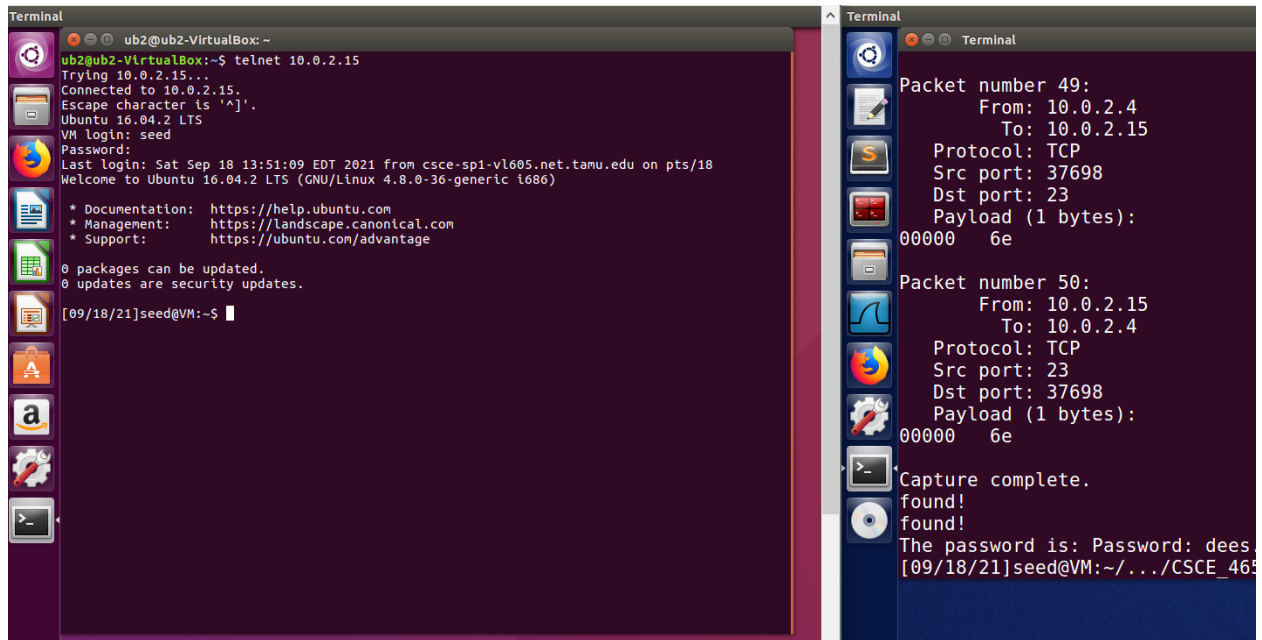 Terminal
ub2@ub2-VirtualBox: ~
ub2@ub2-VirtualBox:~$ telnet 10.0.2.15
Trying 10.0.2.15...
Connected to 10.0.2.15.
Escape character is '^]'.
Ubuntu 16.04.2 LTS
VM login: seed
Password:
Last login: Sat Sep 18 13:51:09 EDT 2021 from csce-sp1-vl605.net.tamu.edu on pts/18
Welcome to Ubuntu 16.04.2 LTS (GNU/Linux 4.8.0-36-generic i686)
* Documentation:  https://help.ubuntu.com
* Management:     https://landscape.canonical.com
* Support:        https://ubuntu.com/advantage
0 packages can be updated.
0 updates are security updates.
[09/18/21]seed@VM:~$
Terminal
Terminal
Packet number 49:
From: 10.0.2.4
To: 10.0.2.15
Protocol: TCP
Src port: 37698
Dst port: 23
Payload (1 bytes):
00000   6e
Packet number 50:
From: 10.0.2.15
To: 10.0.2.4
Protocol: TCP
Src port: 23
Dst port: 37698
Payload (1 bytes):
00000   6e
Capture complete.
found!
found!
The password is: Password: dees.
[09/18/21]seed@VM:~/.../CSCE_465